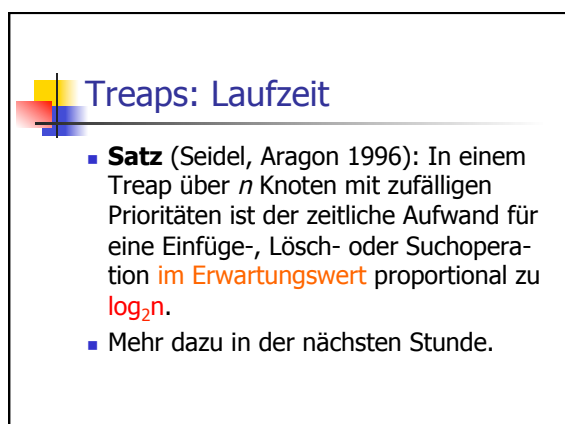 Treaps: Laufzeit
Satz (Seidel, Aragon 1996): In einem
Treap über n Knoten mit zufälligen
Prioritäten ist der zeitliche Aufwand für
eine Einfüge-, Lösch- oder Suchopera-
tion im Erwartungswert proportional zu
log₂n.
Mehr dazu in der nächsten Stunde.